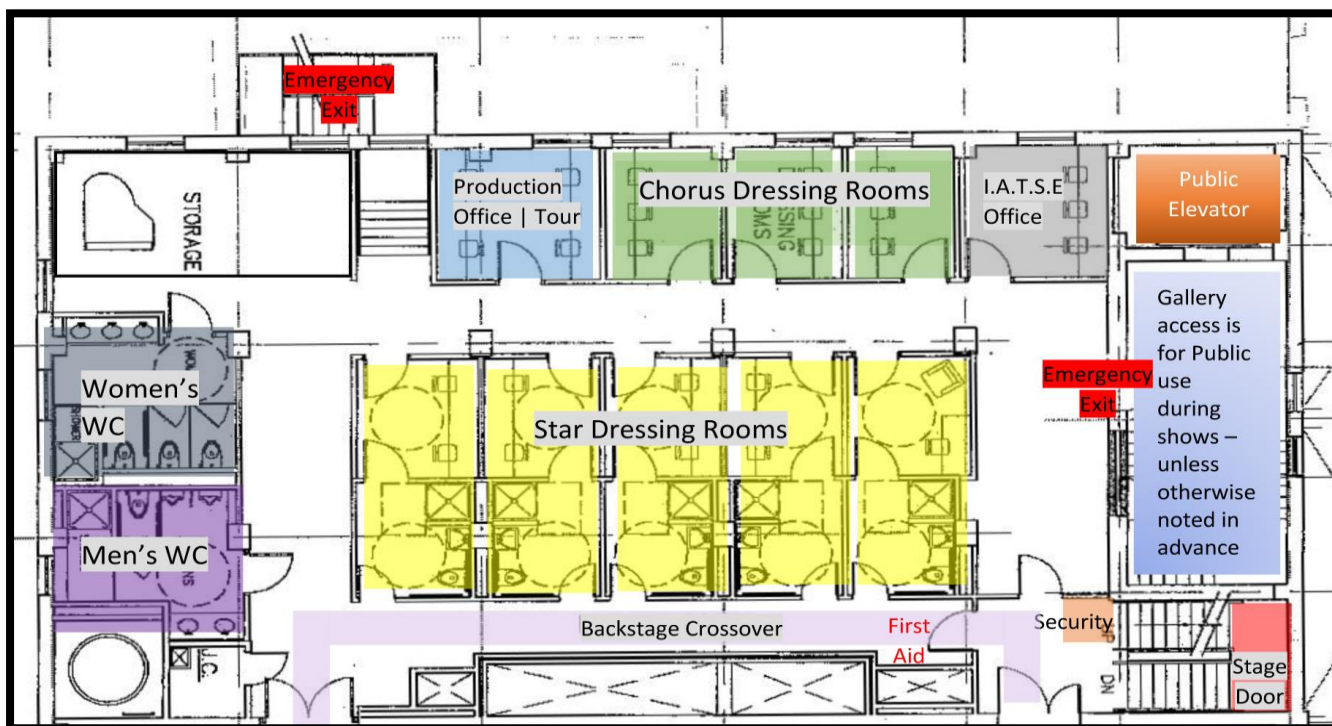 Emergency
Exit
STORAGE
Production
Office | Tour
Chorus Dressing Rooms
I.A.T.S.E
Office
Public
Elevator
Women's
WC
SHOWER
Star Dressing Rooms
Emergency
Exit
Gallery
access is
for Public
use
during
shows –
unless
otherwise
noted in
advance
Men's WC
J.C.
Backstage Crossover
First
Aid
Security
UP
DN
Stage
Door